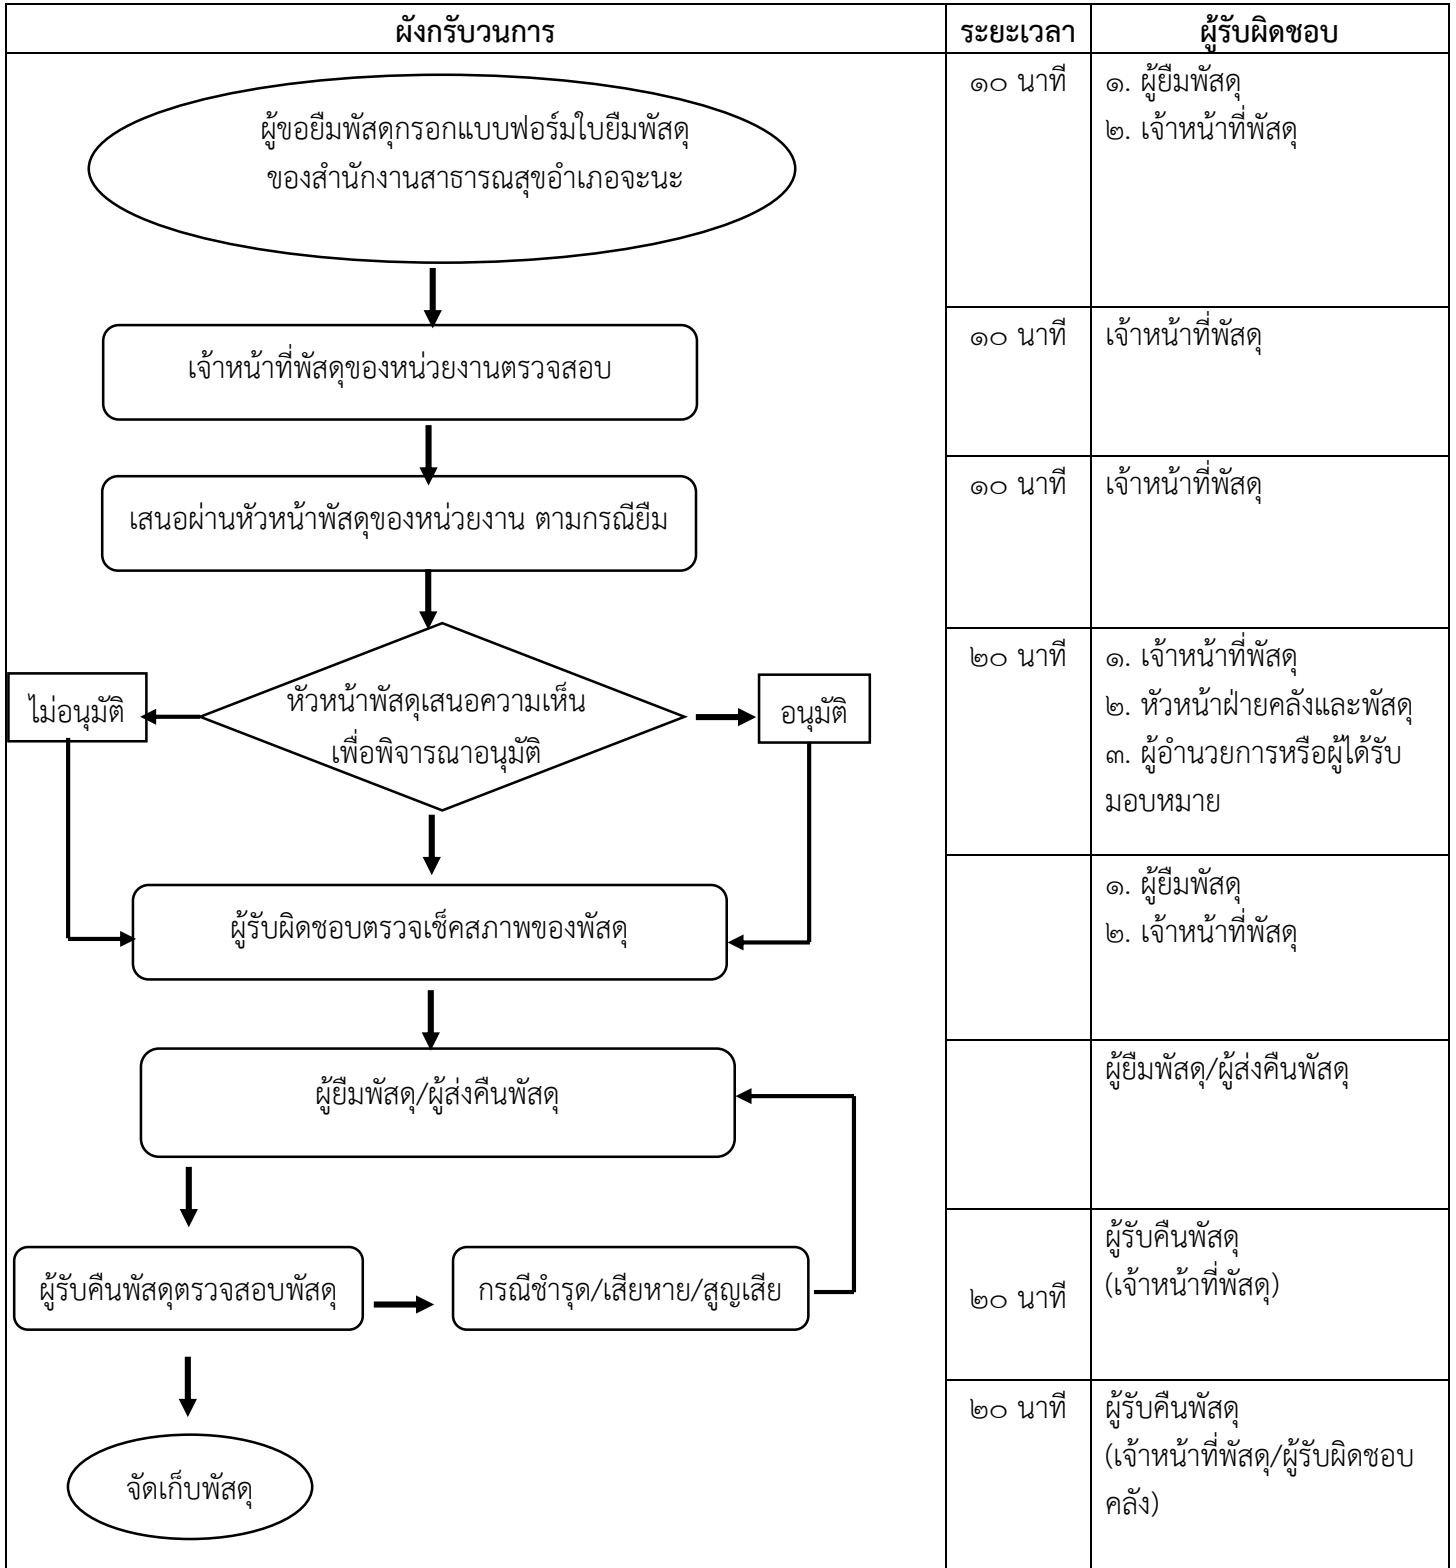 ผังกรับวนการ
ระยะเวลา
ผู้รับผิดชอบ
ผู้ขอยืมพัสดุกรอกแบบฟอร์มใบยืมพัสดุ
ของสำนักงานสาธารณสุขอำเภอจะนะ
๑๐ นาที
๑. ผู้ยืมพัสดุ
๒. เจ้าหน้าที่พัสดุ
เจ้าหน้าที่พัสดุของหน่วยงานตรวจสอบ
๑๐ นาที
เจ้าหน้าที่พัสดุ
เสนอผ่านหัวหน้าพัสดุของหน่วยงาน ตามกรณียืม
๑๐ นาที
เจ้าหน้าที่พัสดุ
ไม่อนุมัติ
หัวหน้าพัสดุเสนอความเห็น
เพื่อพิจารณาอนุมัติ
อนุมัติ
๒๐ นาที
๑. เจ้าหน้าที่พัสดุ
๒. หัวหน้าฝ่ายคลังและพัสดุ
๓. ผู้อำนวยการหรือผู้ได้รับ
มอบหมาย
ผู้รับผิดชอบตรวจเช็คสภาพของพัสดุ
๑. ผู้ยืมพัสดุ
๒. เจ้าหน้าที่พัสดุ
ผู้ยืมพัสดุ/ผู้ส่งคืนพัสดุ
ผู้ยืมพัสดุ/ผู้ส่งคืนพัสดุ
ผู้รับคืนพัสดุตรวจสอบพัสดุ
กรณีชำรุด/เสียหาย/สูญเสีย
๒๐ นาที
ผู้รับคืนพัสดุ
(เจ้าหน้าที่พัสดุ)
จัดเก็บพัสดุ
๒๐ นาที
ผู้รับคืนพัสดุ
(เจ้าหน้าที่พัสดุ/ผู้รับผิดชอบ
คลัง)